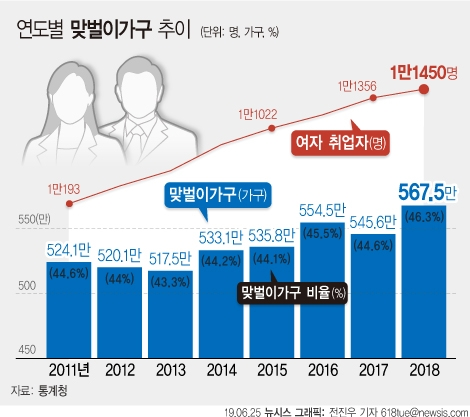 연도별 맞벌이가구 추이 (단위: 명, 가구, %)
1만1450명
1만1356
1만1022
여자 취업자(명)
1만193
맞벌이가구(가구)
567.5만
550(만)
554.5만
(46.3%)
545.6만
524.1만
520.1만
517.5만
533.1만
535.8만
(45.5%)
(44.6%)
(44.6%)
(44%)
(43.3%)
(44.2%)
(44.1%)
맞벌이가구 비율(%)
500
450
2011년 2012 2013 2014 2015 2016 2017 2018
자료: 통계청
19.06.25 뉴시스 그래픽: 전진우 기자 618tue@newsis.com